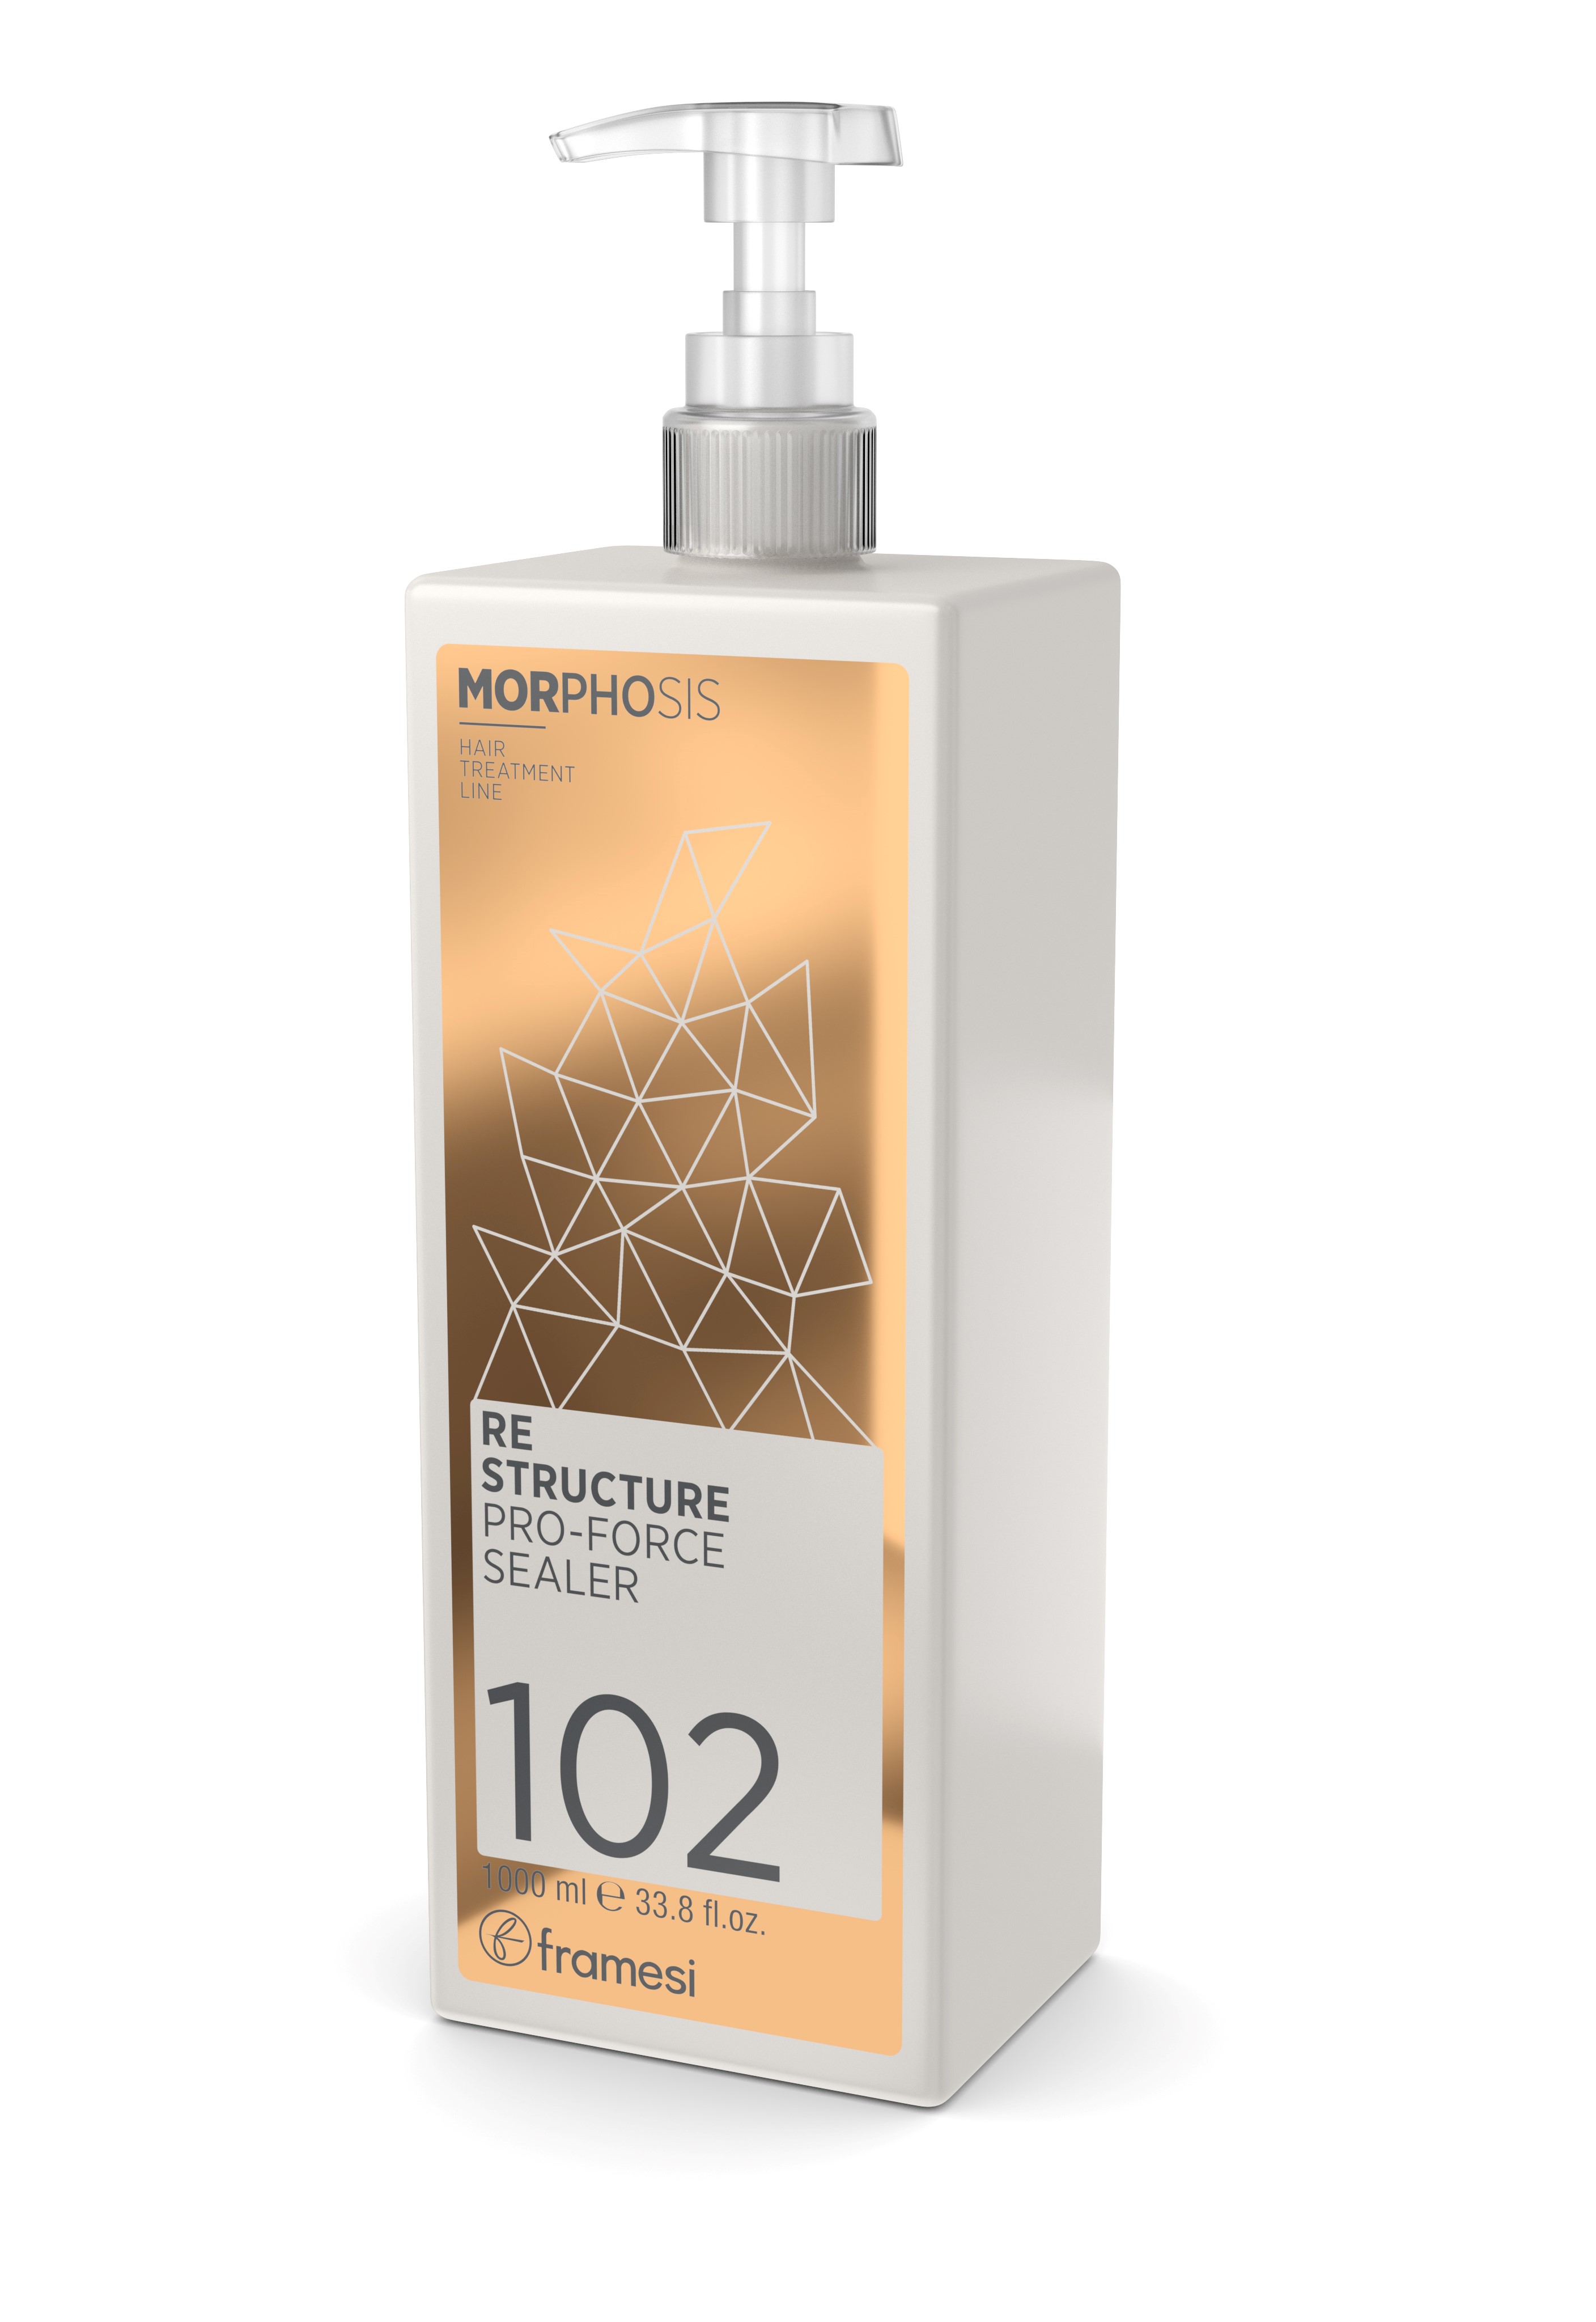 MORPHOSIS
HAIR
TREATMENT
LINE
RE
STRUCTURE
PRO-FORCE
SEALER
102
1000 ml ℮ 33.8 fl.oz.
framesi